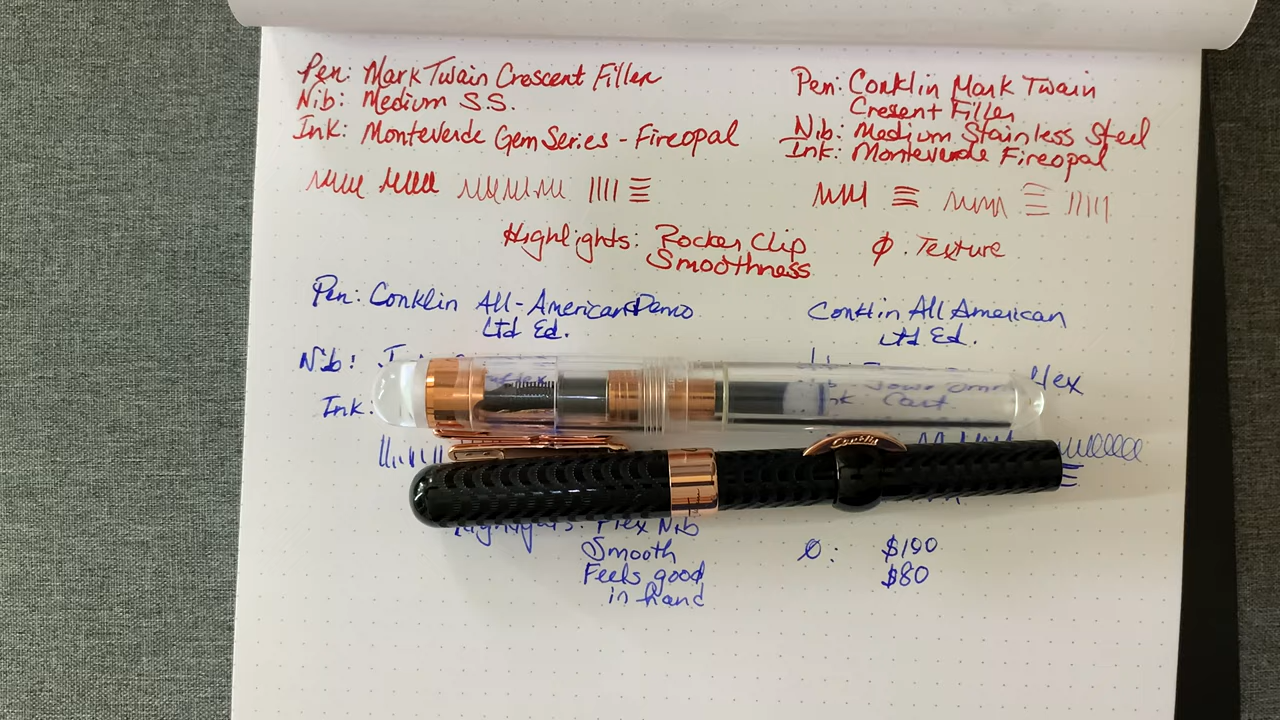 Pen: Mark Twain Crescent Filler
Nib: Medium S.S.
Ink: Monteverde Gem Series - Fireopal
Pen: Conklin Mark Twain
Cresent Filler
Nib: Medium Stainless Steel
Ink: Monteverde Fireopal
Highlights: Rocker Clip
Smoothness
∅. Texture
Pen: Conklin All-American Demo
Ltd Ed.
Conklin All American
Ltd Ed.
Nib:
flex
Ink:
Cart
Conklin
Highlights: Flex Nib
Smooth
Feels good
in hand
∅: $100
$80